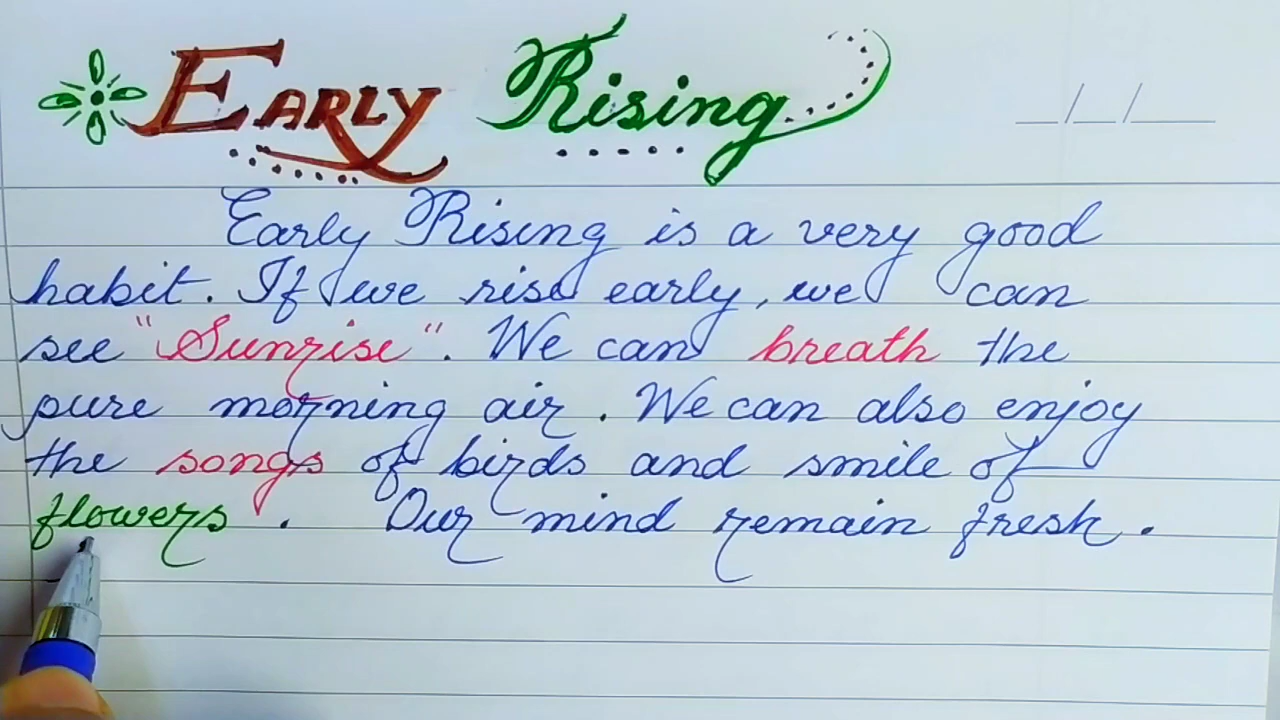 Early Rising
Early Rising is a very good
habit. If we rise early, we can
see "Sunrise". We can breath the
pure morning air. We can also enjoy
the songs of birds and smile of
flowers. Our mind remain fresh.